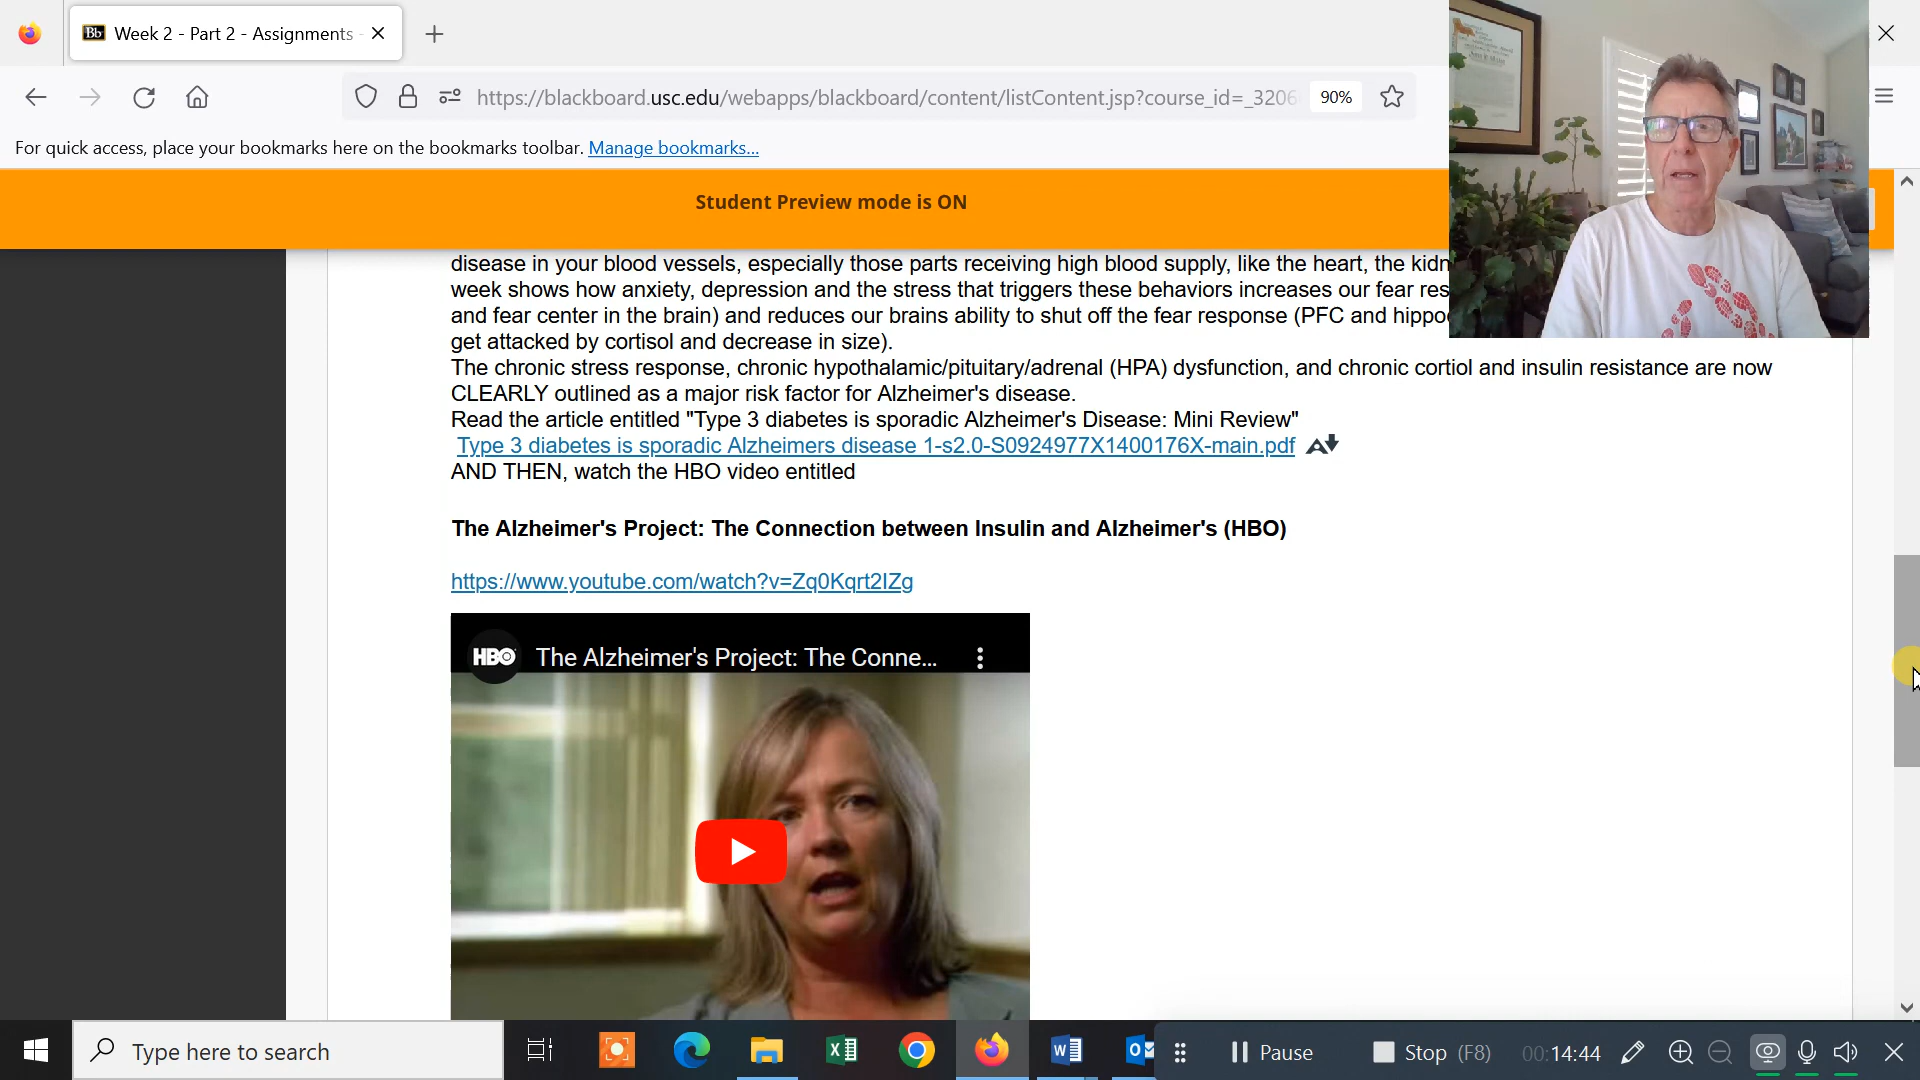 Bb Week 2 - Part 2 - Assignments
https://blackboard.usc.edu/webapps/blackboard/content/listContent.jsp?course_id=_3206
90%
For quick access, place your bookmarks here on the bookmarks toolbar. Manage bookmarks...
Student Preview mode is ON
disease in your blood vessels, especially those parts receiving high blood supply, like the heart, the kidn
week shows how anxiety, depression and the stress that triggers these behaviors increases our fear res
and fear center in the brain) and reduces our brains ability to shut off the fear response (PFC and hippo
get attacked by cortisol and decrease in size).
The chronic stress response, chronic hypothalamic/pituitary/adrenal (HPA) dysfunction, and chronic cortiol and insulin resistance are now
CLEARLY outlined as a major risk factor for Alzheimer's disease.
Read the article entitled "Type 3 diabetes is sporadic Alzheimer's Disease: Mini Review"
Type 3 diabetes is sporadic Alzheimers disease 1-s2.0-S0924977X1400176X-main.pdf
AND THEN, watch the HBO video entitled
The Alzheimer's Project: The Connection between Insulin and Alzheimer's (HBO)
https://www.youtube.com/watch?v=Zq0Kqrt2IZg
HBO The Alzheimer's Project: The Conne...
Type here to search
Pause
Stop (F8)
00:14:44